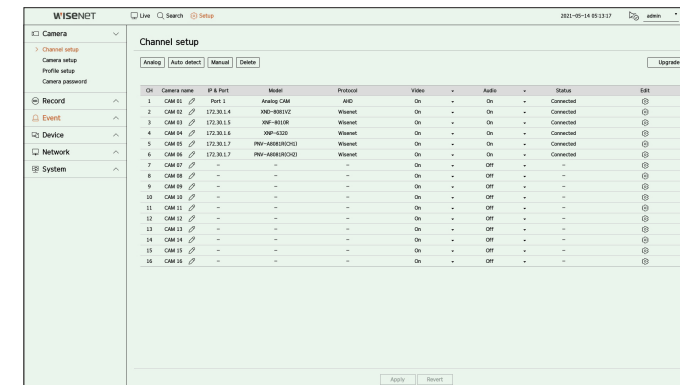 WISENET
Live Search Setup 2021-05-14 05:13:17 admin
Camera
Channel setup
Camera setup
Profile setup
Camera password
Record
Event
Device
Network
System
Channel setup
Analog Auto detect Manual Delete Upgrade
CH Camera name IP & Port Model Protocol Video Audio Status Edit
1 CAM 01 Port 1 Analog CAM AHD On On Connected
2 CAM 02 172.30.1.4 XND-8081VZ Wisenet On On Connected
3 CAM 03 172.30.1.5 XNF-8010R Wisenet On On Connected
4 CAM 04 172.30.1.6 XNP-6320 Wisenet On On Connected
5 CAM 05 172.30.1.7 PNV-A8081R(CH1) Wisenet On On Connected
6 CAM 06 172.30.1.7 PNV-A8081R(CH2) Wisenet On On Connected
7 CAM 07 - - - On Off -
8 CAM 08 - - - On Off -
9 CAM 09 - - - On Off -
10 CAM 10 - - - On Off -
11 CAM 11 - - - On Off -
12 CAM 12 - - - On Off -
13 CAM 13 - - - On Off -
14 CAM 14 - - - On Off -
15 CAM 15 - - - On Off -
16 CAM 16 - - - On Off -
Apply Revert